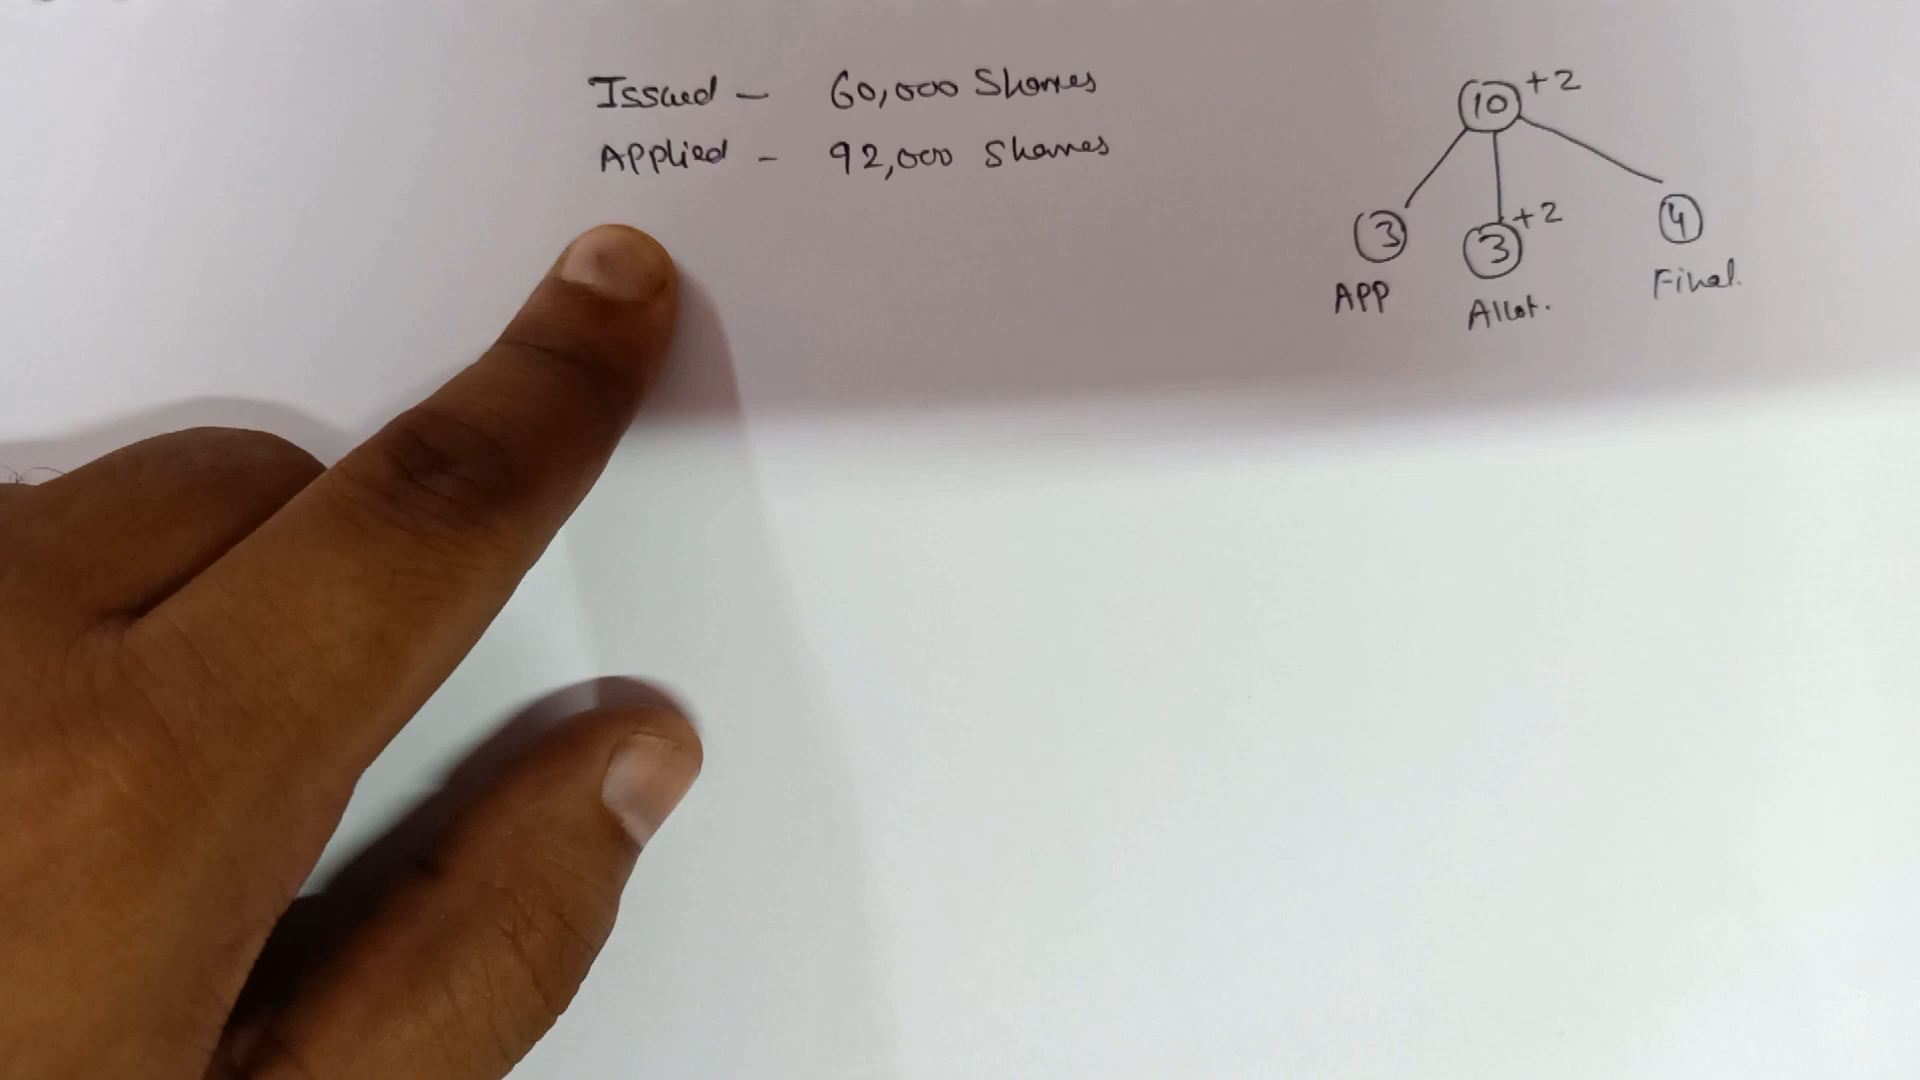 Issued - 60,000 Shares
Applied - 92,000 Shares
10 +2
3 3 +2 4
APP Allot. Final.